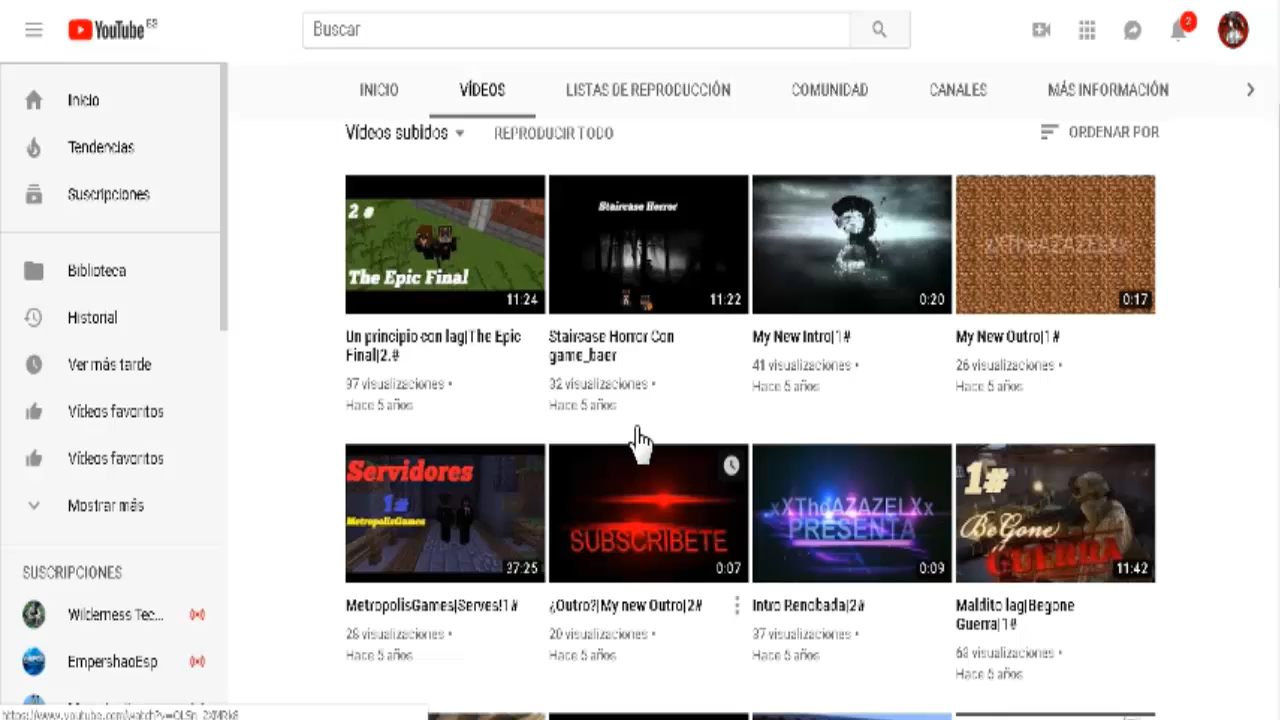 YouTube ES
Buscar
2
Inicio
Tendencias
Suscripciones
Biblioteca
Historial
Ver más tarde
Vídeos favoritos
Vídeos favoritos
Mostrar más
SUSCRIPCIONES
Wilderness Tec...
EmpershaoEsp
INICIO
VÍDEOS
LISTAS DE REPRODUCCIÓN
COMUNIDAD
CANALES
MÁS INFORMACIÓN
Vídeos subidos
REPRODUCIR TODO
ORDENAR POR
2 #
The Epic Final
11:24
Un principio con lag|The Epic
Final|2.#
97 visualizaciones •
Hace 5 años
Staircase Horror
11:22
Staircase Horror Con
game_baer
32 visualizaciones •
Hace 5 años
0:20
My New Intro|1#
41 visualizaciones •
Hace 5 años
xXTheAZAZELXx
0:17
My New Outro|1#
26 visualizaciones •
Hace 5 años
Servidores
1#
MetropolisGames
37:25
MetropolisGames|Serves!1#
28 visualizaciones •
Hace 5 años
SUBSCRIBETE
0:07
¿Outro?|My new Outro|2#
20 visualizaciones •
Hace 5 años
xXTheAZAZELXx
PRESENTA
0:09
Intro Renobada|2#
37 visualizaciones •
Hace 5 años
1#
BeGone
GUERRA
11:42
Maldito lag|Begone
Guerra|1#
63 visualizaciones •
Hace 5 años